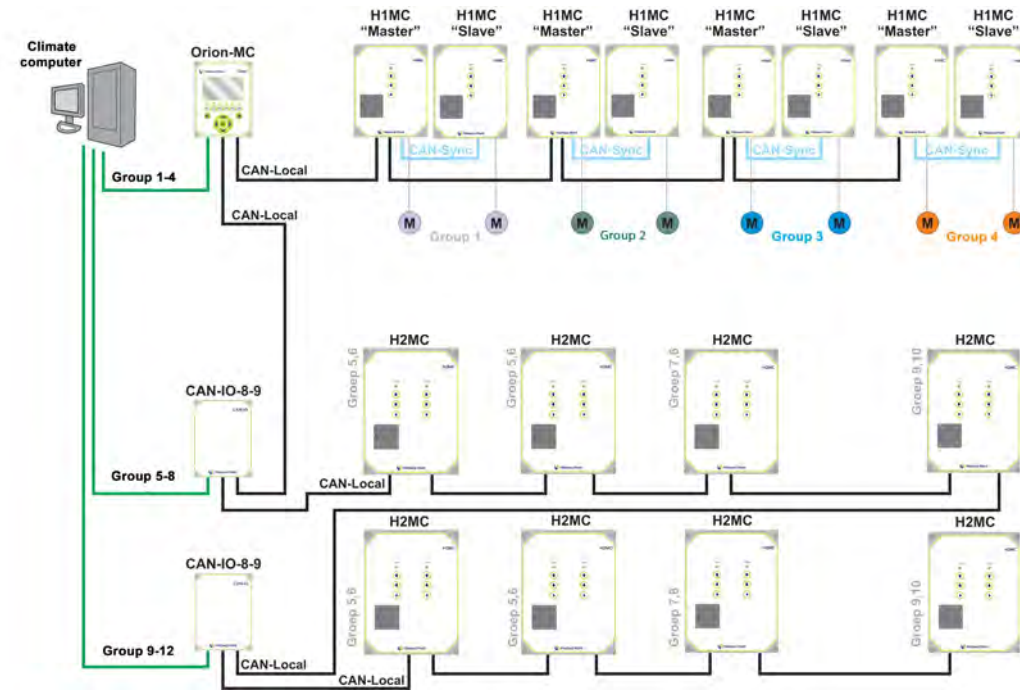 H1MC
"Master"
H1MC
"Slave"
H1MC
"Master"
H1MC
"Slave"
H1MC
"Master"
H1MC
"Slave"
H1MC
"Master"
H1MC
"Slave"
Climate
computer
Orion-MC
CAN-Sync
CAN-Sync
CAN-Sync
CAN-Sync
Group 1-4
CAN-Local
CAN-Local
M
Group 1
M
M
Group 2
M
M
Group 3
M
M
Group 4
M
H2MC
H2MC
H2MC
H2MC
Groep 5,6
Groep 5,6
Groep 7,8
Groep 9,10
CAN-IO-8-9
Group 5-8
CAN-Local
H2MC
H2MC
H2MC
H2MC
CAN-IO-8-9
Groep 5,6
Groep 5,6
Groep 7,8
Groep 9,10
Group 9-12
CAN-Local
CAN-Local